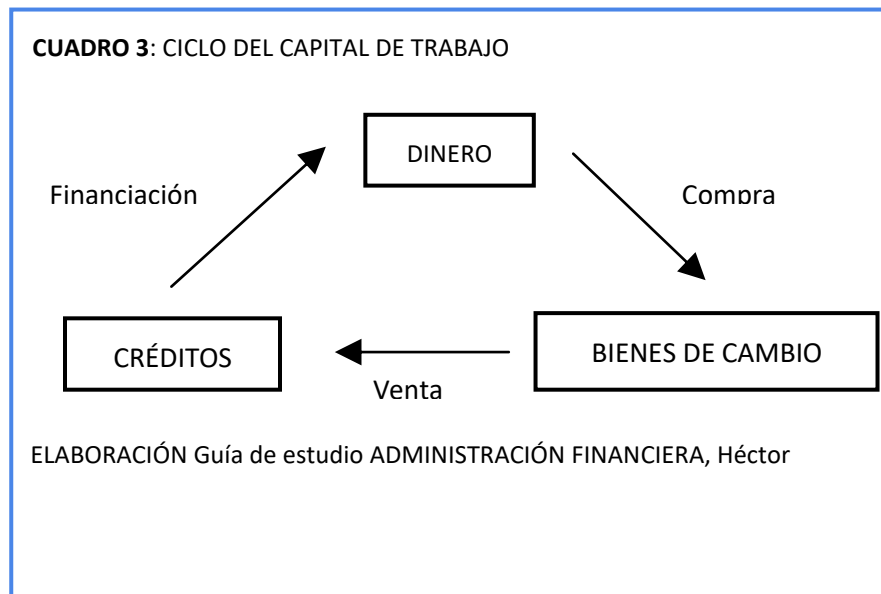 CUADRO 3: CICLO DEL CAPITAL DE TRABAJO
DINERO
Financiación
Compra
CRÉDITOS
BIENES DE CAMBIO
Venta
ELABORACIÓN Guía de estudio ADMINISTRACIÓN FINANCIERA, Héctor